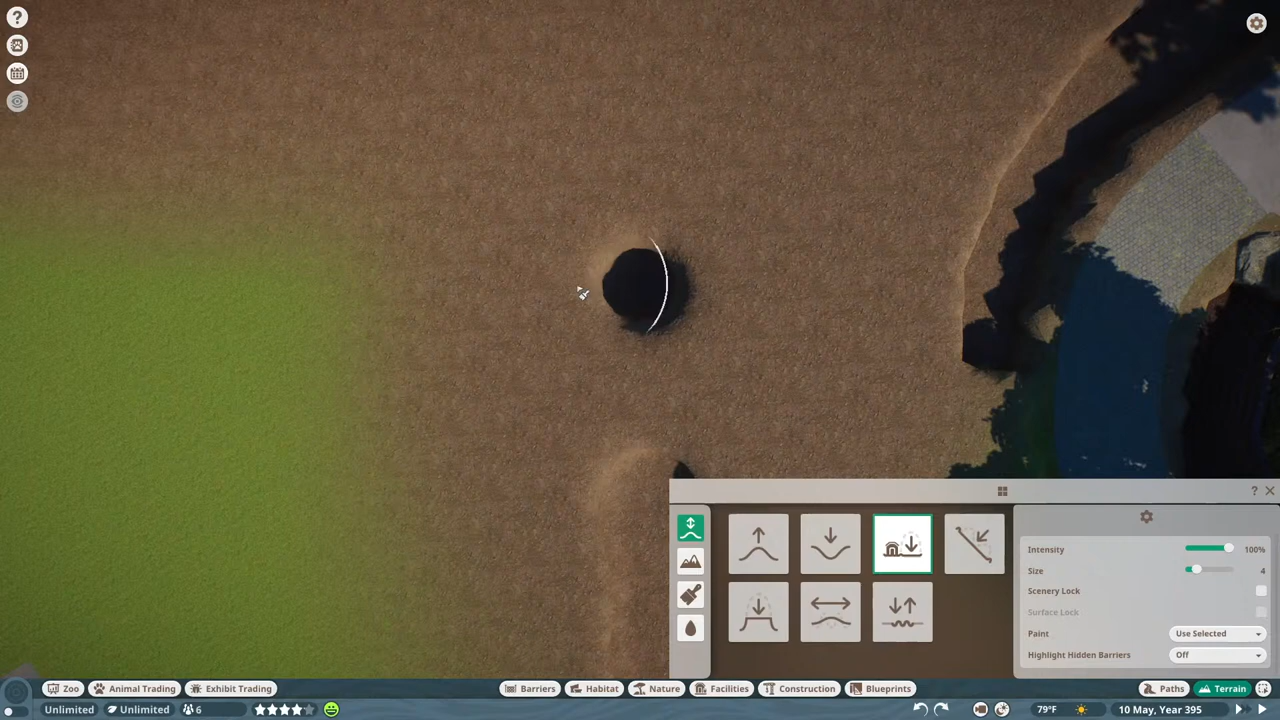 ?
?
Intensity 100%
Size 4
Scenery Lock
Surface Lock
Paint Use Selected
Highlight Hidden Barriers Off
Zoo Animal Trading Exhibit Trading Barriers Habitat Nature Facilities Construction Blueprints Paths Terrain
Unlimited Unlimited 6 79°F 10 May, Year 395